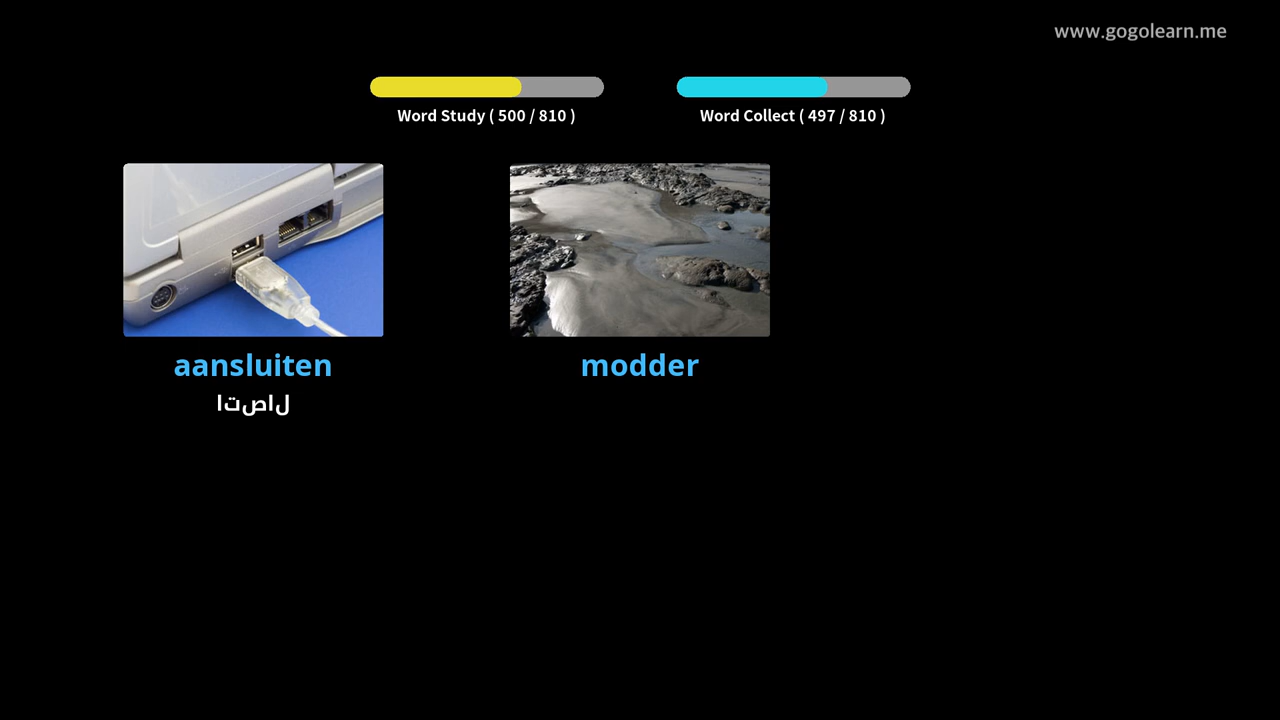 www.gogolearn.me
Word Study ( 500 / 810 )
Word Collect ( 497 / 810 )
aansluiten
اتصال
modder